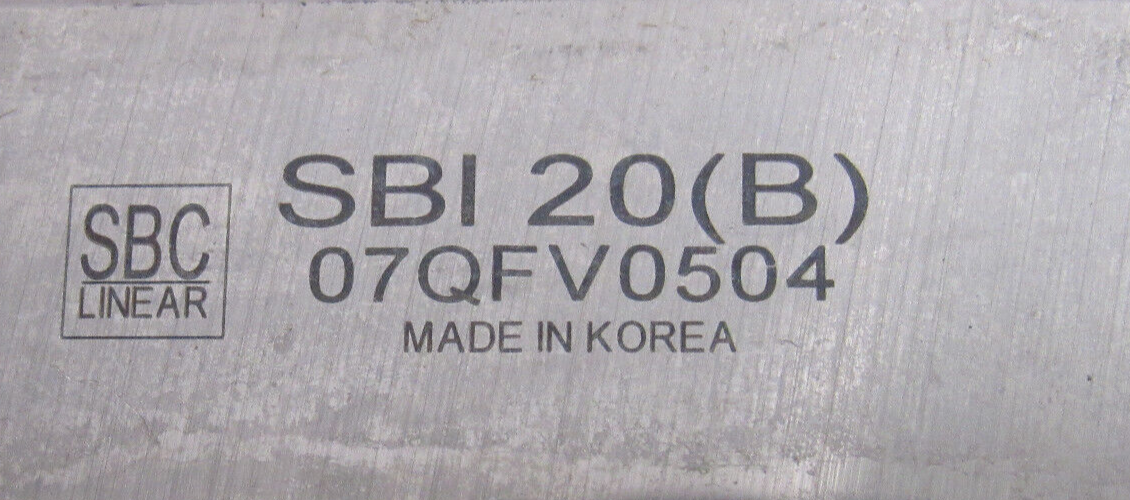 SBC
LINEAR
SBI 20(B)
07QFV0504
MADE IN KOREA